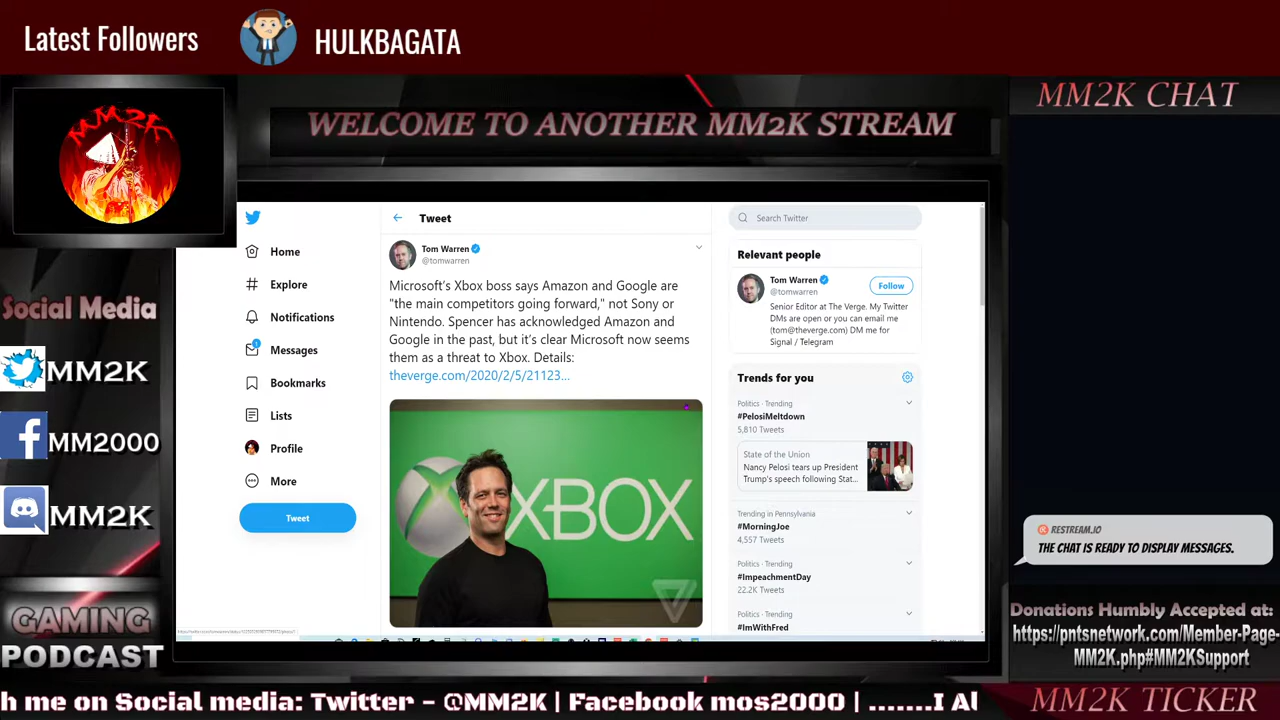 Latest Followers
HULKBAGATA
MM2K
WELCOME TO ANOTHER MM2K STREAM
MM2K CHAT
Social Media
MM2K
MM2000
MM2K
GAMING
PODCAST
Home
Explore
Notifications
1
Messages
Bookmarks
Lists
Profile
More
Tweet
Tweet
Tom Warren
@tomwarren
Microsoft's Xbox boss says Amazon and Google are
"the main competitors going forward," not Sony or
Nintendo. Spencer has acknowledged Amazon and
Google in the past, but it's clear Microsoft now seems
them as a threat to Xbox. Details:
theverge.com/2020/2/5/21123...
XBOX
Search Twitter
Relevant people
Tom Warren
@tomwarren
Follow
Senior Editor at The Verge. My Twitter
DMs are open or you can email me
(tom@theverge.com) DM me for
Signal / Telegram
Trends for you
Politics · Trending
#PelosiMeltdown
5,810 Tweets
State of the Union
Nancy Pelosi tears up President
Trump's speech following Stat...
Trending in Pennsylvania
#MorningJoe
4,557 Tweets
Politics · Trending
#ImpeachmentDay
22.2K Tweets
Politics · Trending
#ImWithFred
RESTREAM.IO
THE CHAT IS READY TO DISPLAY MESSAGES.
Donations Humbly Accepted at:
https://pntsnetwork.com/Member-Page-
MM2K.php#MM2KSupport
h me on Social media: Twitter - @MM2K | Facebook mos2000 | .......I Al
MM2K TICKER